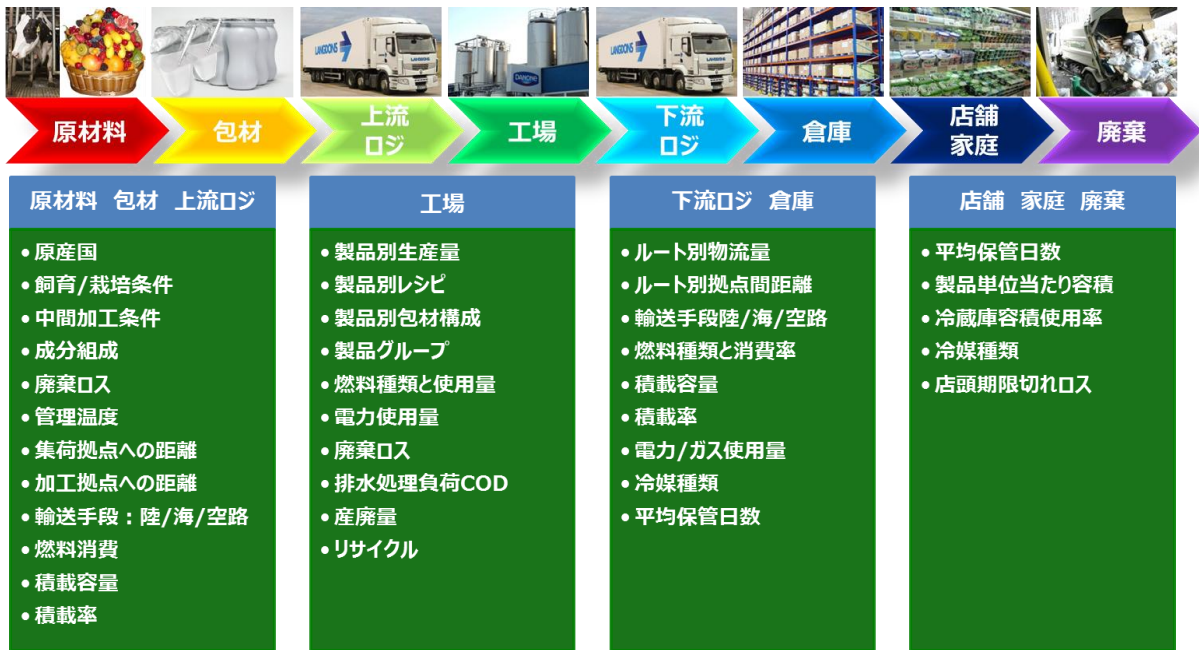 LANGDONS
LANGDONS
DANONE
LANGDONS
LANGDONS
原材料
包材
上流
ロジ
工場
下流
ロジ
倉庫
店舗
家庭
廃棄
原材料 包材 上流ロジ
•原産国
•飼育/栽培条件
•中間加工条件
•成分組成
•廃棄ロス
•管理温度
•集荷拠点への距離
•加工拠点への距離
•輸送手段：陸/海/空路
•燃料消費
•積載容量
•積載率
工場
•製品別生産量
•製品別レシピ
•製品別包材構成
•製品グループ
•燃料種類と使用量
•電力使用量
•廃棄ロス
•排水処理負荷COD
•産廃量
•リサイクル
下流ロジ 倉庫
•ルート別物流量
•ルート別拠点間距離
•輸送手段陸/海/空路
•燃料種類と消費率
•積載容量
•積載率
•電力/ガス使用量
•冷媒種類
•平均保管日数
店舗 家庭 廃棄
•平均保管日数
•製品単位当たり容積
•冷蔵庫容積使用率
•冷媒種類
•店頭期限切れロス